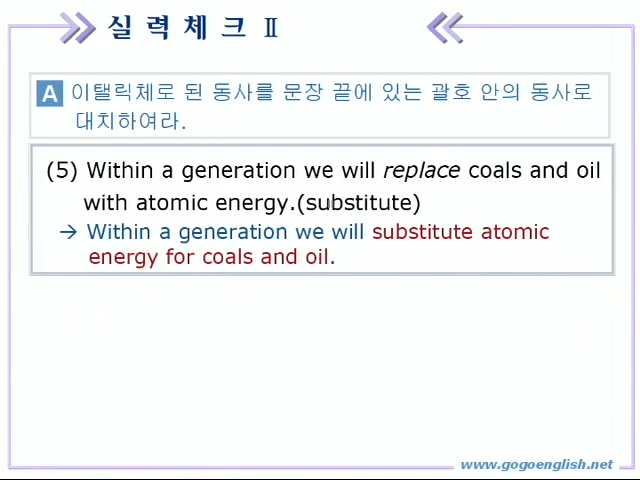 실 력 체 크 Ⅱ
A 이탤릭체로 된 동사를 문장 끝에 있는 괄호 안의 동사로
대치하여라.
(5) Within a generation we will replace coals and oil
with atomic energy.(substitute)
→ Within a generation we will substitute atomic
energy for coals and oil.
www.gogoenglish.net